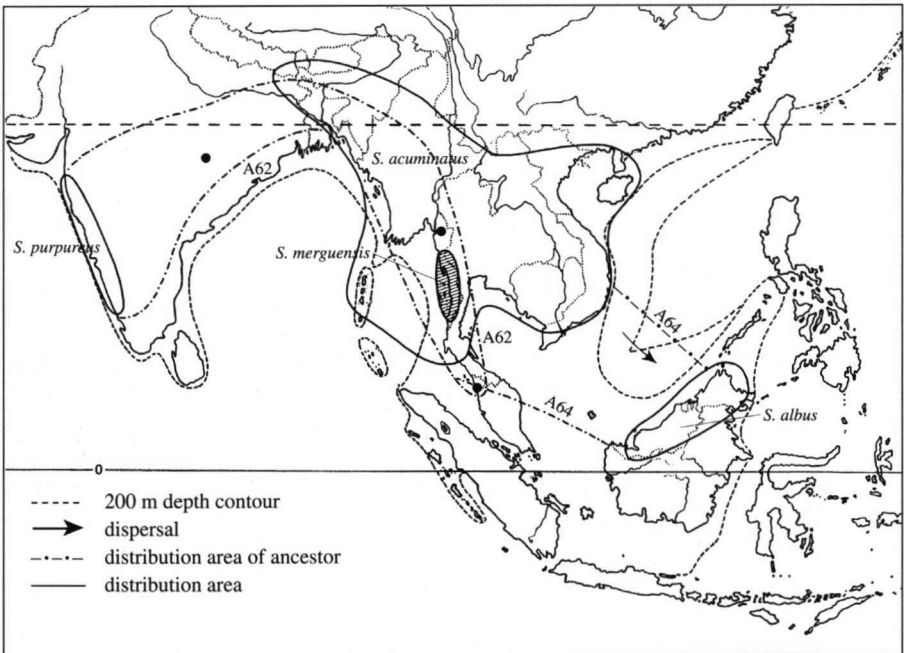 A62
S. acuminatus
S. purpureus
S. merguensis
A62
A64
A64
S. albus
0
200 m depth contour
dispersal
distribution area of ancestor
distribution area